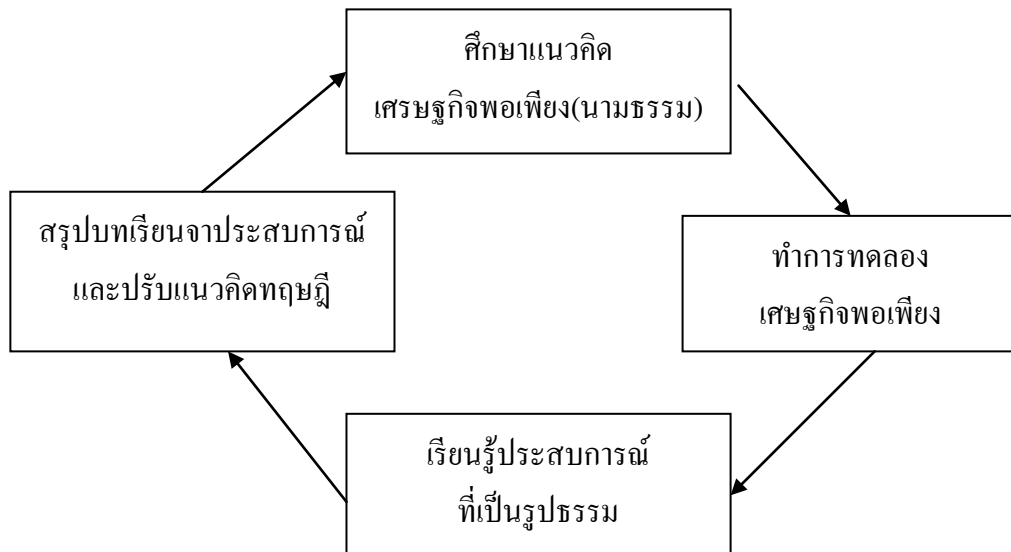 ศึกษาแนวคิด
เศรษฐกิจพอเพียง(นามธรรม)
สรุปบทเรียนจาประสบการณ์
และปรับแนวคิดทฤษฎี
ทำการทดลอง
เศษฐกิจพอเพียง
เรียนรู้ประสบการณ์
ที่เป็นรูปธรรม